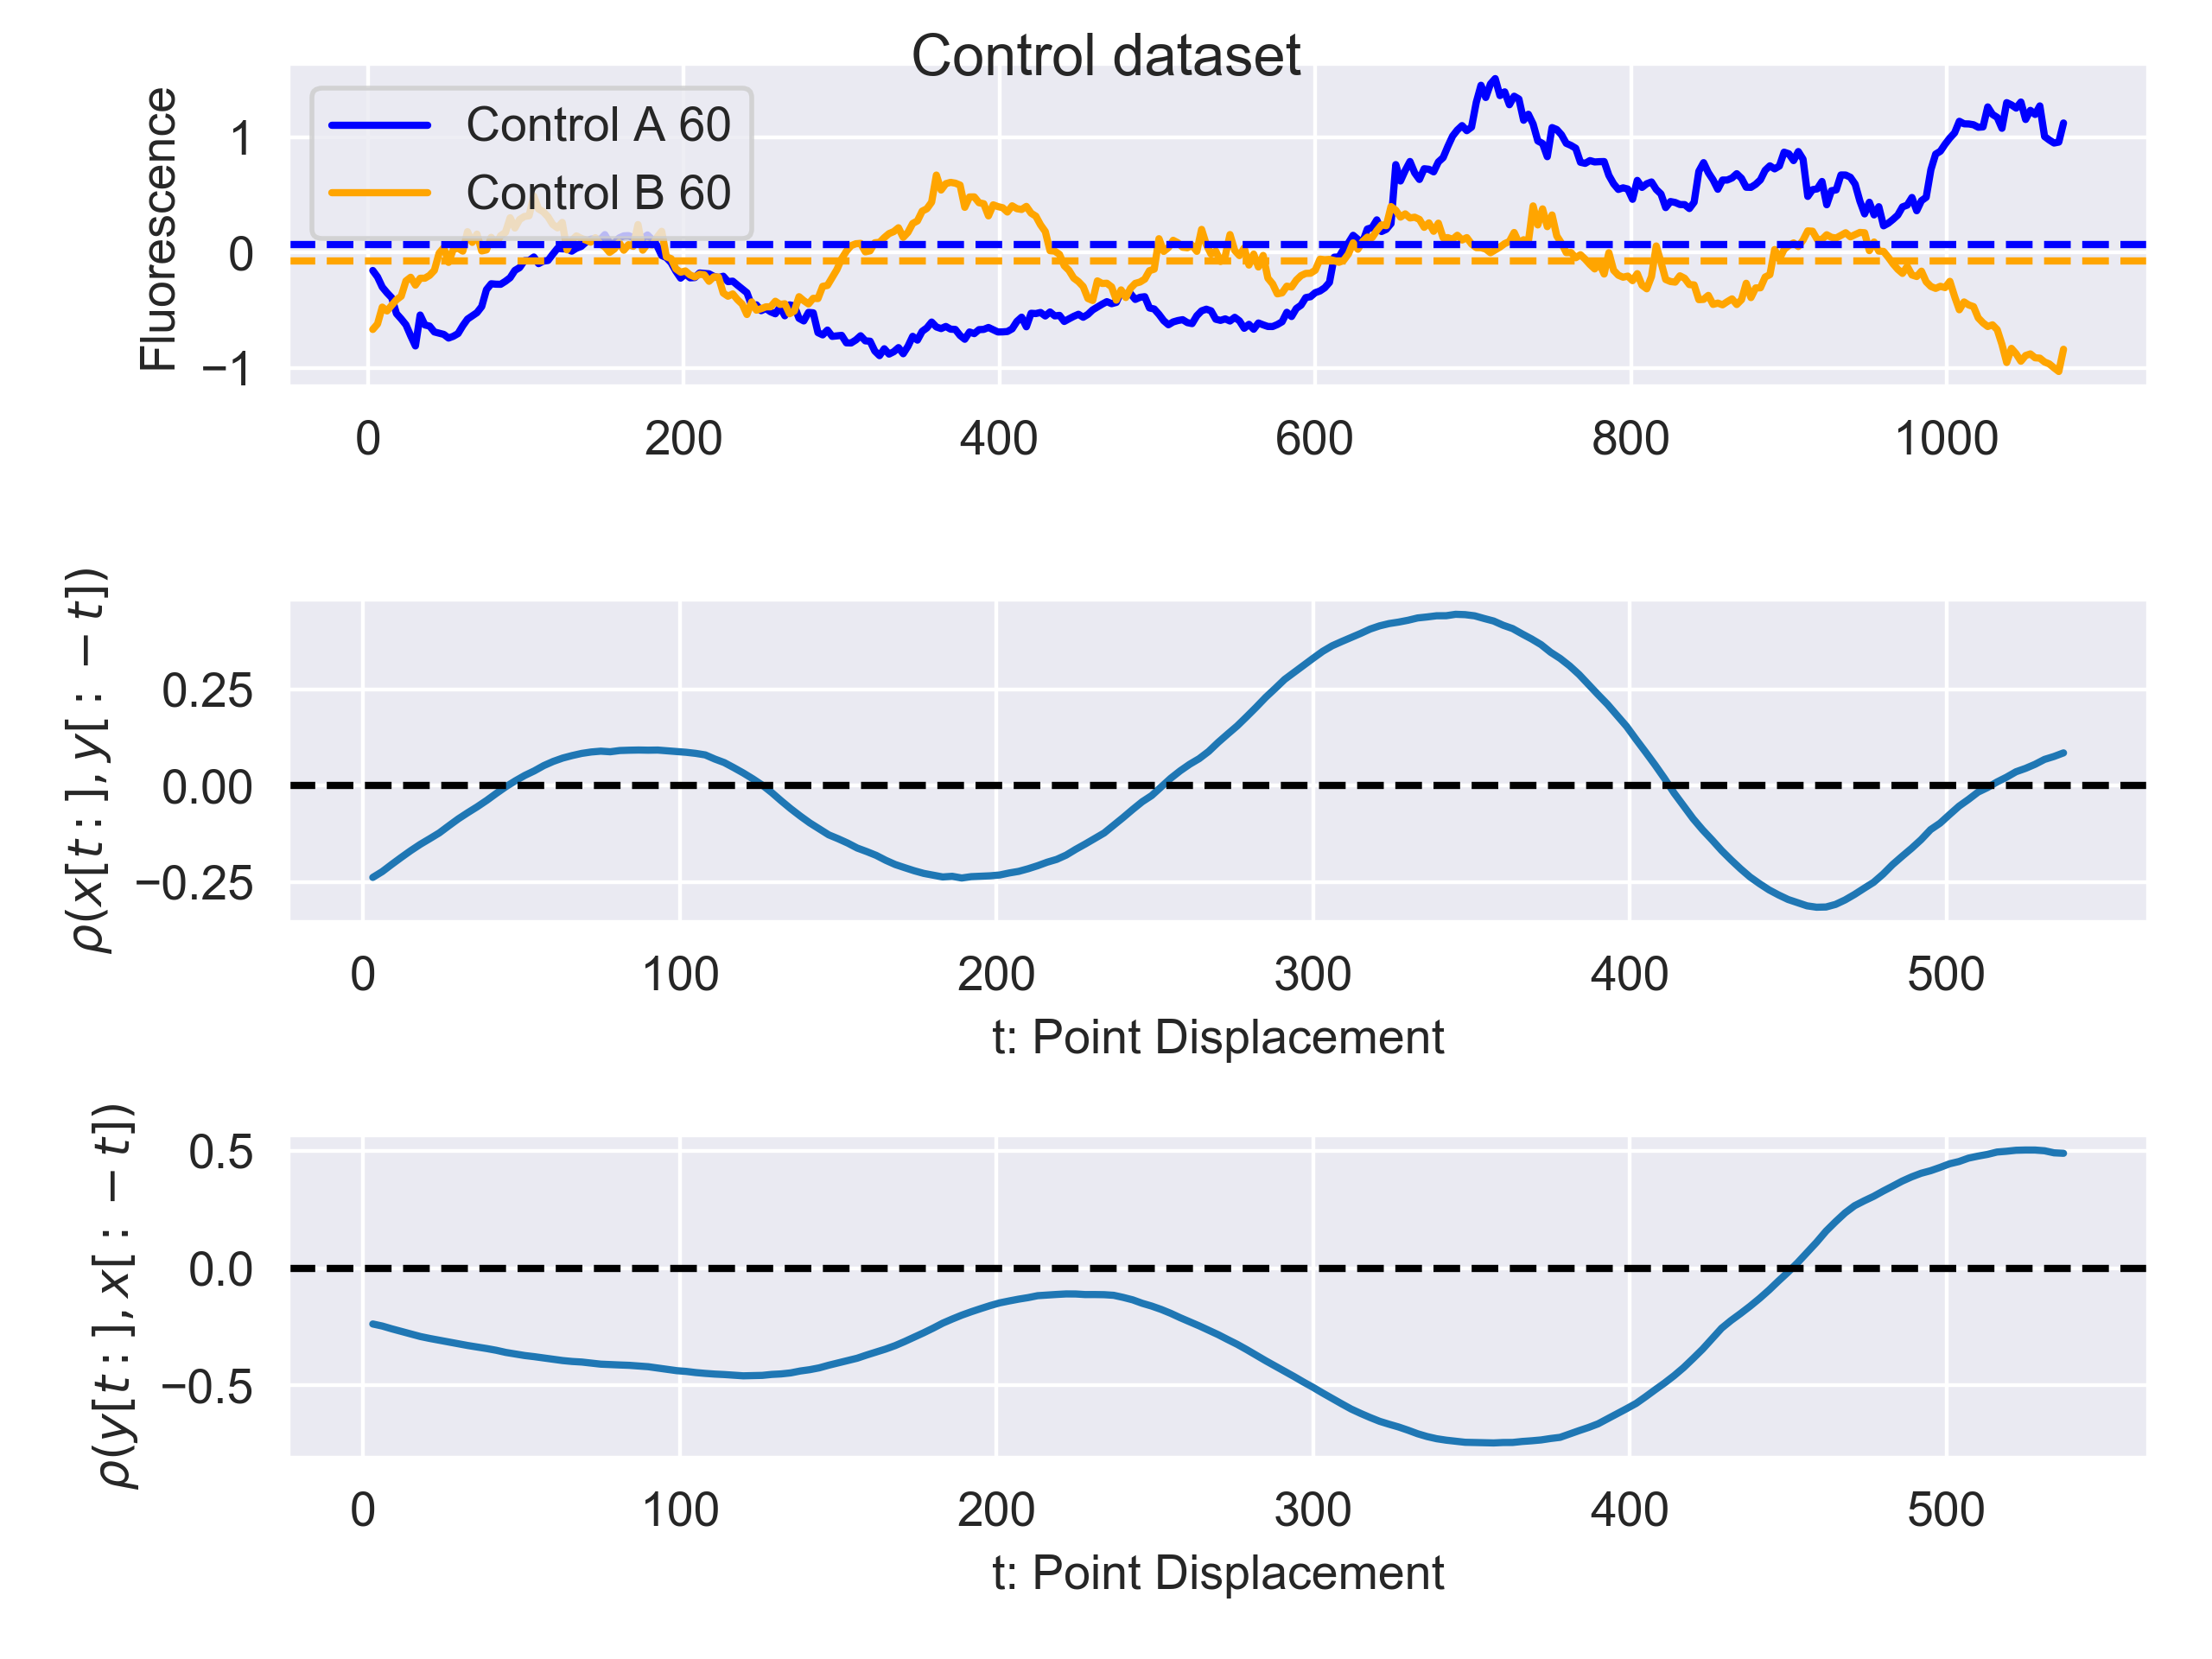 Control dataset
Fluorescence
Control A 60
Control B 60
1
0
−1
0 200 400 600 800 1000
ρ(x[t:], y[: − t])
0.25
0.00
−0.25
0 100 200 300 400 500
t: Point Displacement
ρ(y[t:], x[: − t])
0.5
0.0
−0.5
0 100 200 300 400 500
t: Point Displacement